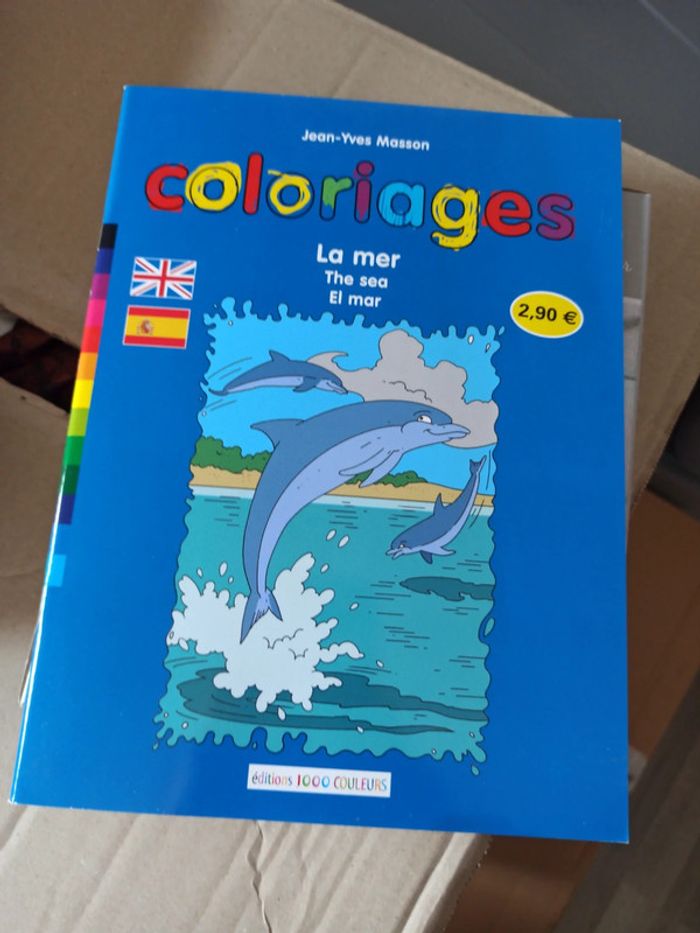 Jean-Yves Masson
coloriages
La mer
The sea
El mar
2,90 €
éditions 1000 COULEURS